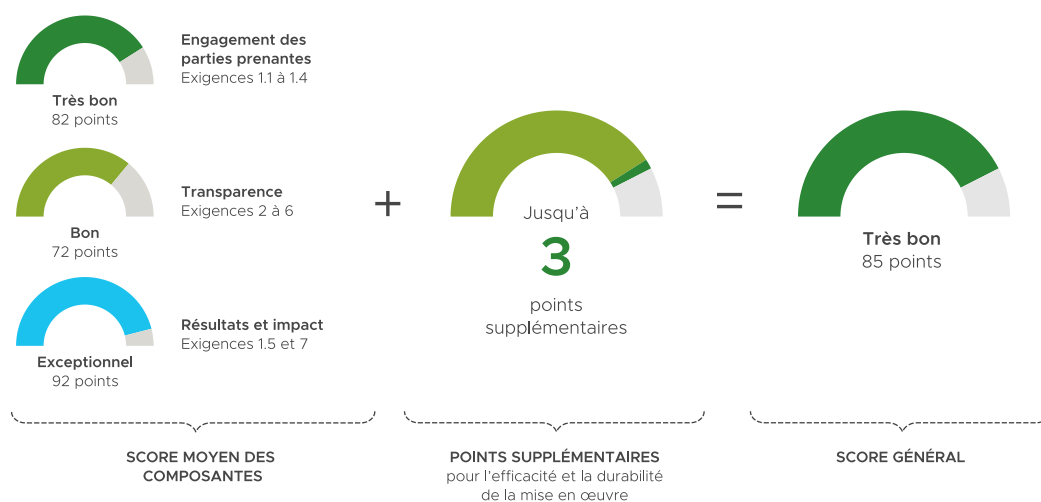 Engagement des
parties prenantes
Exigences 1.1 à 1.4
Très bon
82 points
Transparence
Exigences 2 à 6
Bon
72 points
Résultats et impact
Exigences 1.5 et 7
Exceptionnel
92 points
+
Jusqu'à
3
points
supplémentaires
=
Très bon
85 points
SCORE MOYEN DES
COMPOSANTES
POINTS SUPPLÉMENTAIRES
pour l'efficacité et la durabilité
de la mise en œuvre
SCORE GÉNÉRAL